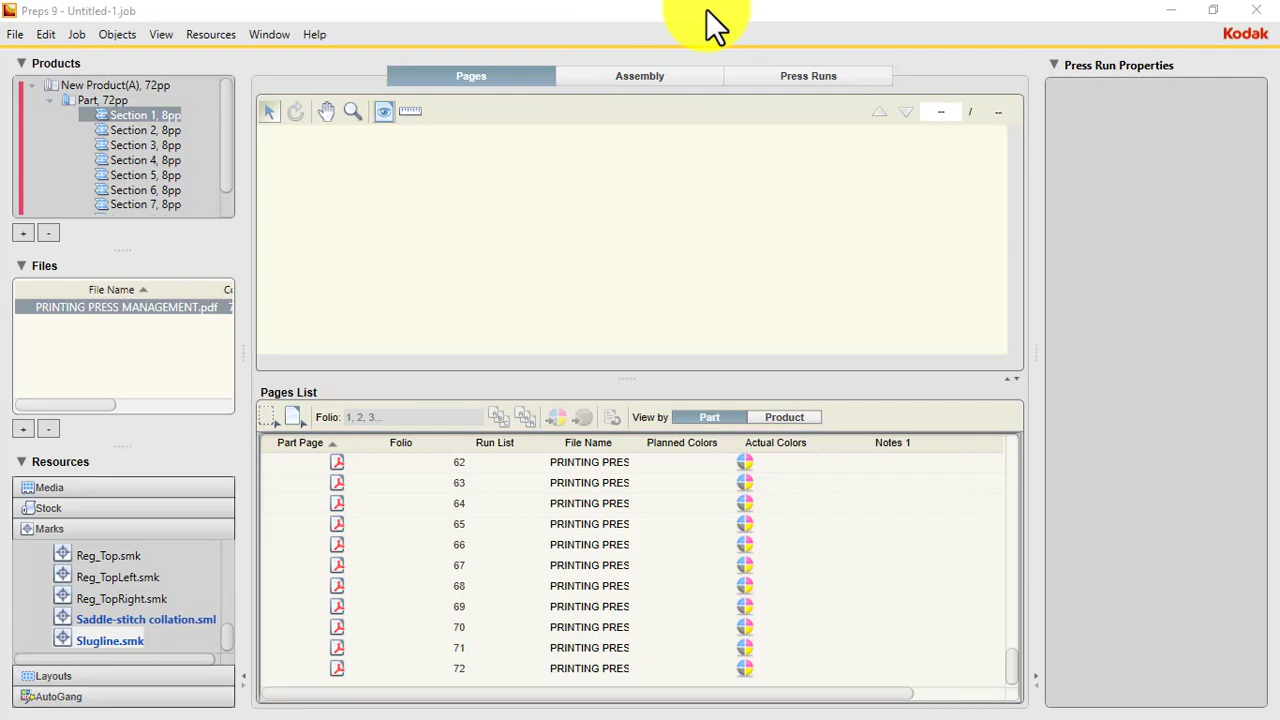 Preps 9 - Untitled-1.job
File Edit Job Objects View Resources Window Help
Kodak
Products
New Product(A), 72pp
Part, 72pp
Section 1, 8pp
Section 2, 8pp
Section 3, 8pp
Section 4, 8pp
Section 5, 8pp
Section 6, 8pp
Section 7, 8pp
+ -
Files
File Name Cc
PRINTING PRESS MANAGEMENT.pdf 7
+ -
Resources
Media
Stock
Marks
Reg_Top.smk
Reg_TopLeft.smk
Reg_TopRight.smk
Saddle-stitch collation.sml
Slugline.smk
Layouts
AutoGang
Pages Assembly Press Runs
-- / --
Pages List
Folio: 1, 2, 3... View by Part Product
Part Page Folio Run List File Name Planned Colors Actual Colors Notes 1
62 PRINTING PRES
63 PRINTING PRES
64 PRINTING PRES
65 PRINTING PRES
66 PRINTING PRES
67 PRINTING PRES
68 PRINTING PRES
69 PRINTING PRES
70 PRINTING PRES
71 PRINTING PRES
72 PRINTING PRES
Press Run Properties